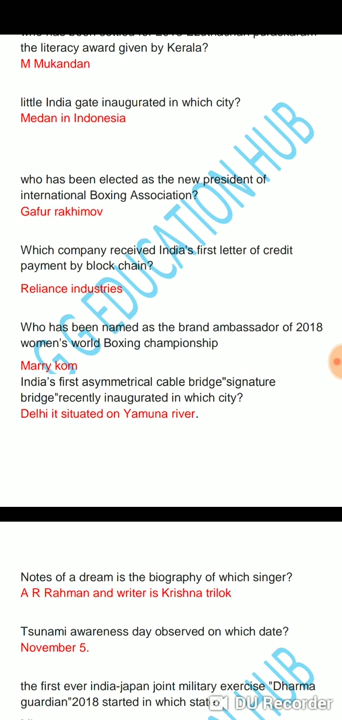 the literacy award given by Kerala?
M Mukandan
little India gate inaugurated in which city?
Medan in Indonesia
who has been elected as the new president of
international Boxing Association?
Gafur rakhimov
Which company received India's first letter of credit
payment by block chain?
Reliance industries
Who has been named as the brand ambassador of 2018
women's world Boxing championship
Marry kom
India's first asymmetrical cable bridge"signature
bridge"recently inaugurated in which city?
Delhi it situated on Yamuna river.
G G EDUCATION HUB
Notes of a dream is the biography of which singer?
A R Rahman and writer is Krishna trilok
Tsunami awareness day observed on which date?
November 5.
the first ever india-japan joint military exercise "Dharma
guardian"2018 started in which
DU Recorder